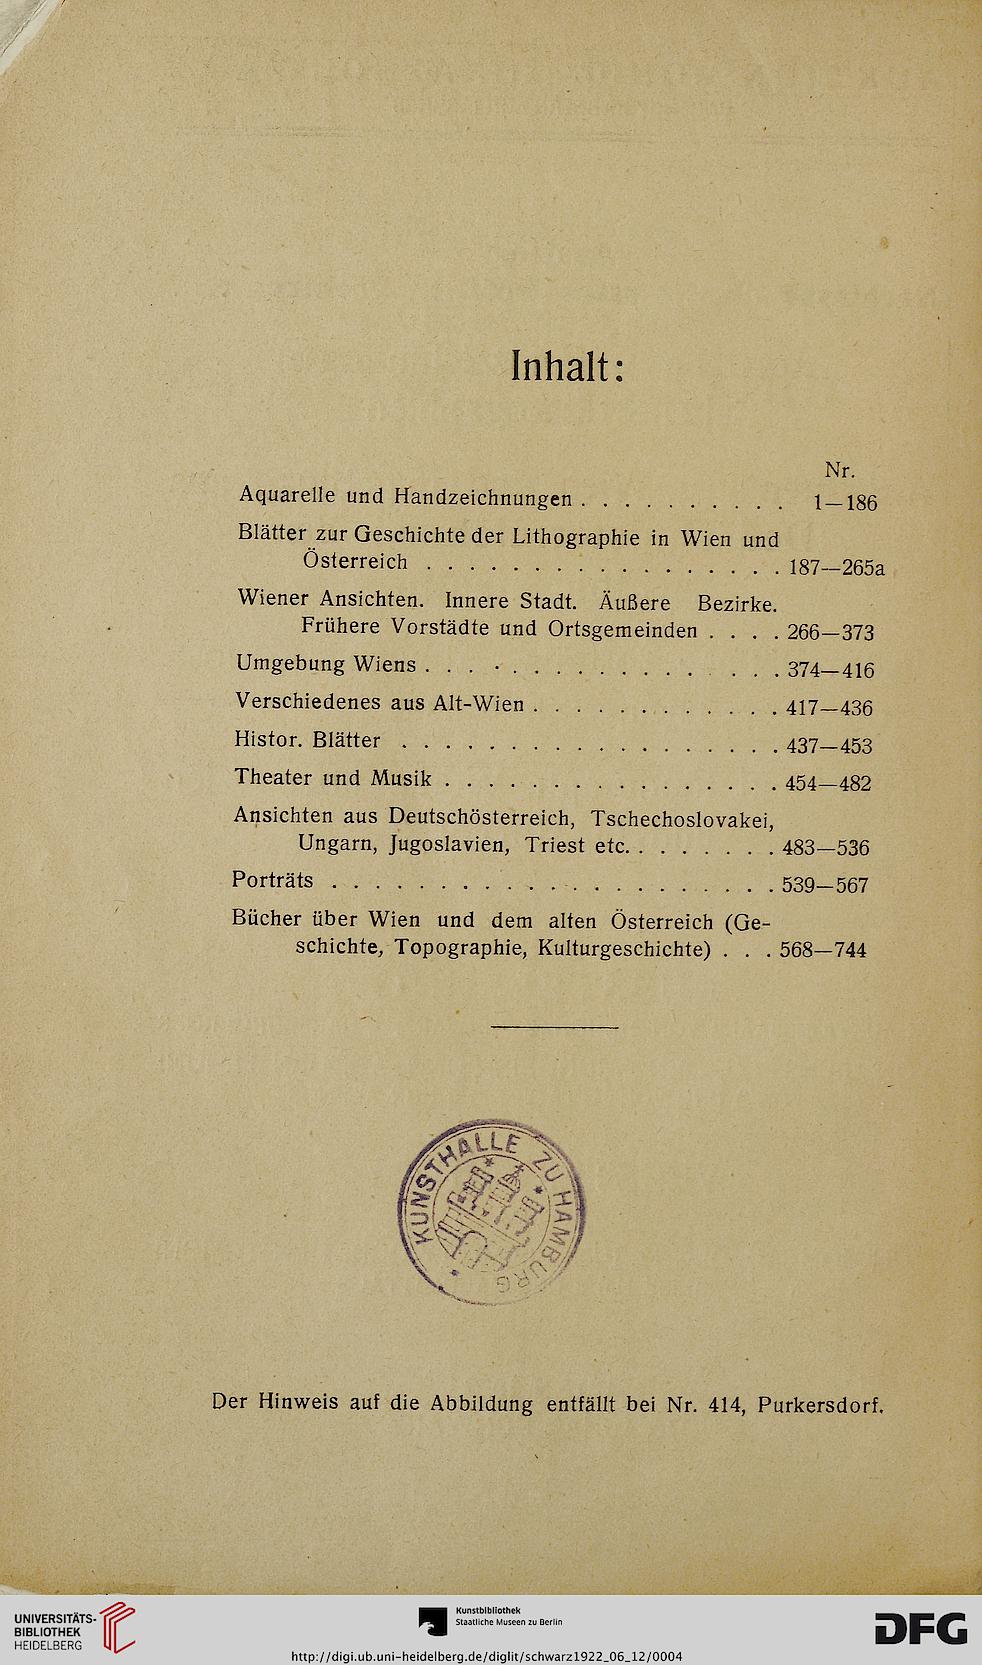 Inhalt:
Nr.
Aquarelle und Handzeichnungen . . . . . . . . . . 1—186
Blätter zur Geschichte der Lithographie in Wien und
Österreich . . . . . . . . . . . . . . . . . 187—265a
Wiener Ansichten. Innere Stadt. Äußere Bezirke.
Frühere Vorstädte und Ortsgemeinden . . . . 266—373
Umgebung Wiens . . . . . . . . . . . . . . . . 374—416
Verschiedenes aus Alt-Wien . . . . . . . . . . . . 417—436
Histor. Blätter . . . . . . . . . . . . . . . . . . 437—453
Theater und Musik . . . . . . . . . . . . . . . . 454—482
Ansichten aus Deutschösterreich, Tschechoslovakei,
Ungarn, Jugoslavien, Triest etc. . . . . . . . 483—536
Porträts . . . . . . . . . . . . . . . . . . . . . 539—567
Bücher über Wien und dem alten Österreich (Ge-
schichte, Topographie, Kulturgeschichte) . . . 568—744
KUNSTHALLE ZU HAMBURG
Der Hinweis auf die Abbildung entfällt bei Nr. 414, Purkersdorf.
UNIVERSITÄTS-
BIBLIOTHEK
HEIDELBERG
Kunstbibliothek
Staatliche Museen zu Berlin
DFG
http://digi.ub.uni-heidelberg.de/diglit/schwarz1922_06_12/0004